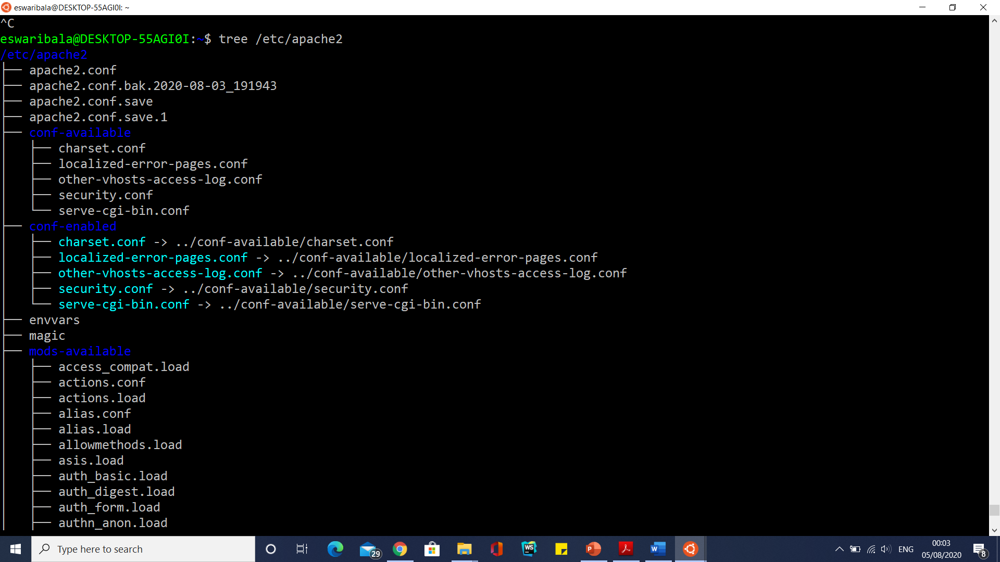 eswaribala@DESKTOP-55AGI0I: ~
^C
eswaribala@DESKTOP-55AGI0I:~$ tree /etc/apache2
/etc/apache2
├── apache2.conf
├── apache2.conf.bak.2020-08-03_191943
├── apache2.conf.save
├── apache2.conf.save.1
├── conf-available
│   ├── charset.conf
│   ├── localized-error-pages.conf
│   ├── other-vhosts-access-log.conf
│   ├── security.conf
│   └── serve-cgi-bin.conf
├── conf-enabled
│   ├── charset.conf -> ../conf-available/charset.conf
│   ├── localized-error-pages.conf -> ../conf-available/localized-error-pages.conf
│   ├── other-vhosts-access-log.conf -> ../conf-available/other-vhosts-access-log.conf
│   ├── security.conf -> ../conf-available/security.conf
│   └── serve-cgi-bin.conf -> ../conf-available/serve-cgi-bin.conf
├── envvars
├── magic
├── mods-available
│   ├── access_compat.load
│   ├── actions.conf
│   ├── actions.load
│   ├── alias.conf
│   ├── alias.load
│   ├── allowmethods.load
│   ├── asis.load
│   ├── auth_basic.load
│   ├── auth_digest.load
│   ├── auth_form.load
│   ├── authn_anon.load
Type here to search
29
WS
P
W
ENG
00:03
05/08/2020
8